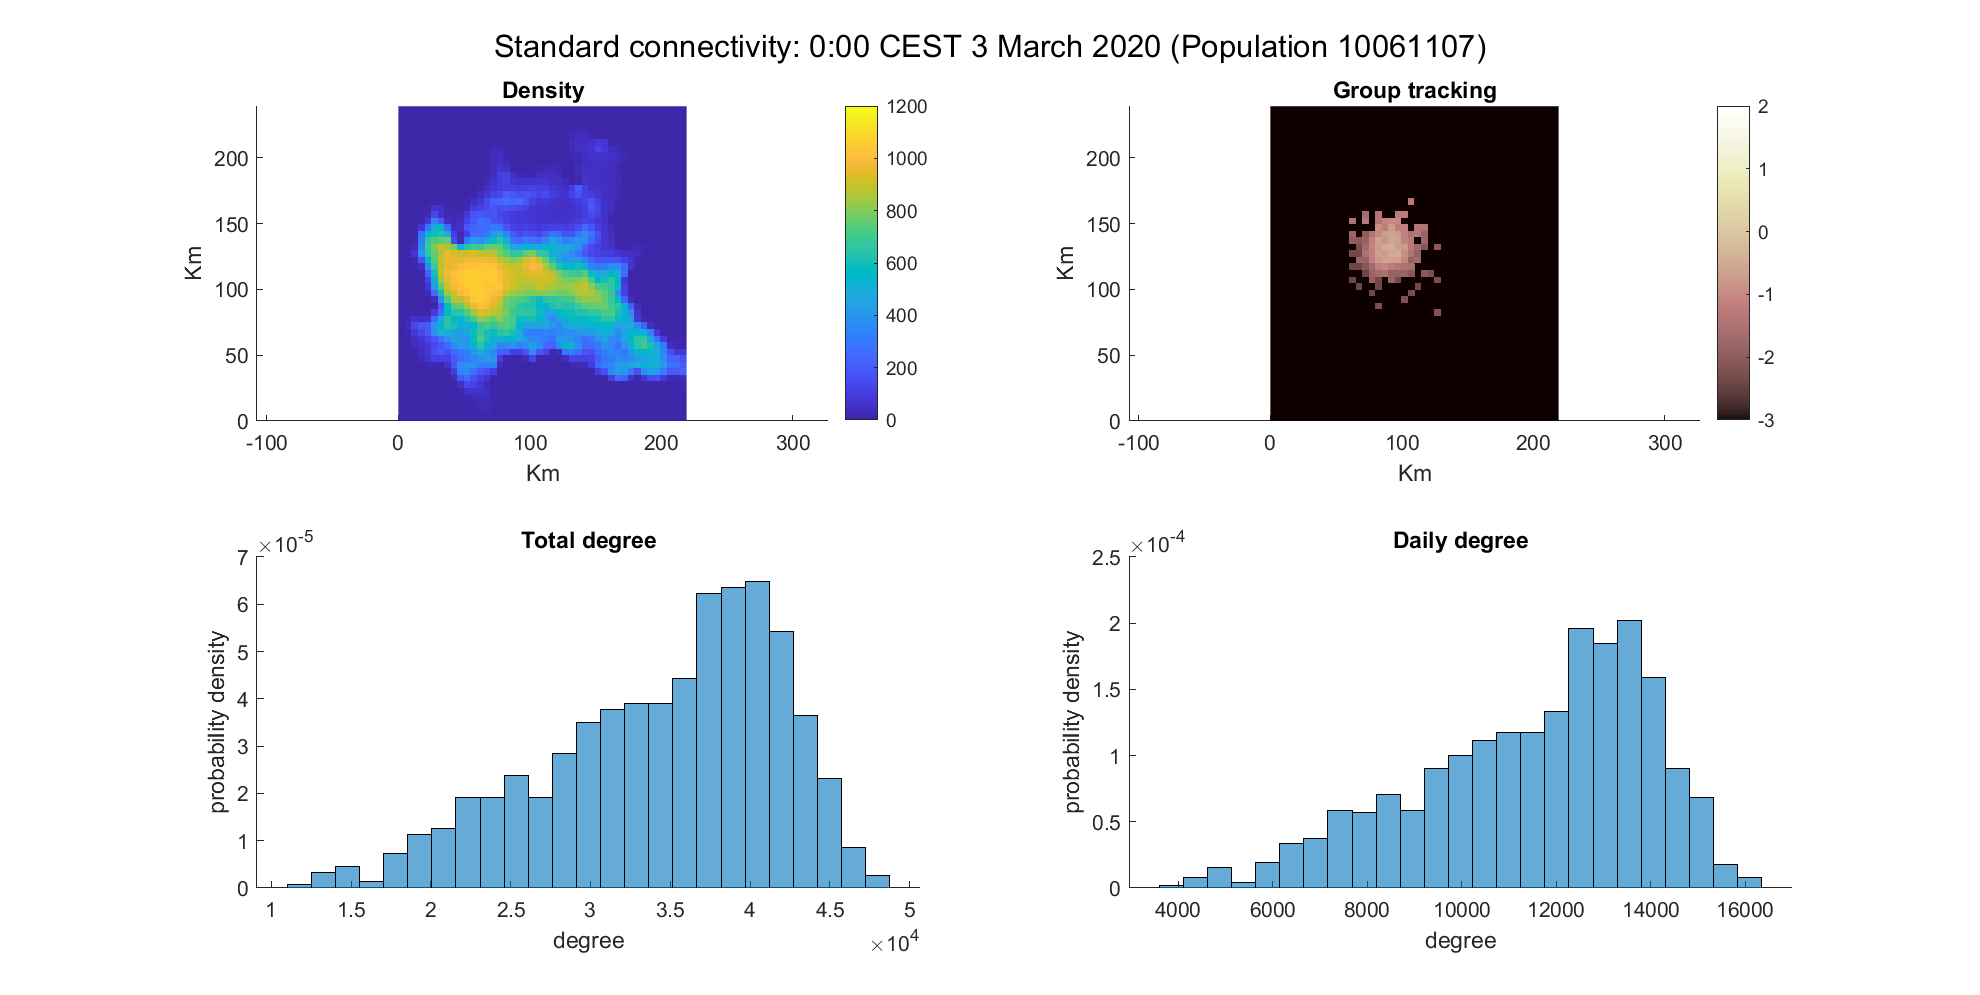 Standard connectivity: 0:00 CEST 3 March 2020 (Population 10061107)
Density
200
150
100
50
0
Km
-100 0 100 200 300
Km
1200
1000
800
600
400
200
0
Group tracking
200
150
100
50
0
Km
-100 0 100 200 300
Km
2
1
0
-1
-2
-3
Total degree
×10^-5
7
6
5
4
3
2
1
0
probability density
1 1.5 2 2.5 3 3.5 4 4.5 5
degree
×10^4
Daily degree
×10^-4
2.5
2
1.5
1
0.5
0
probability density
4000 6000 8000 10000 12000 14000 16000
degree